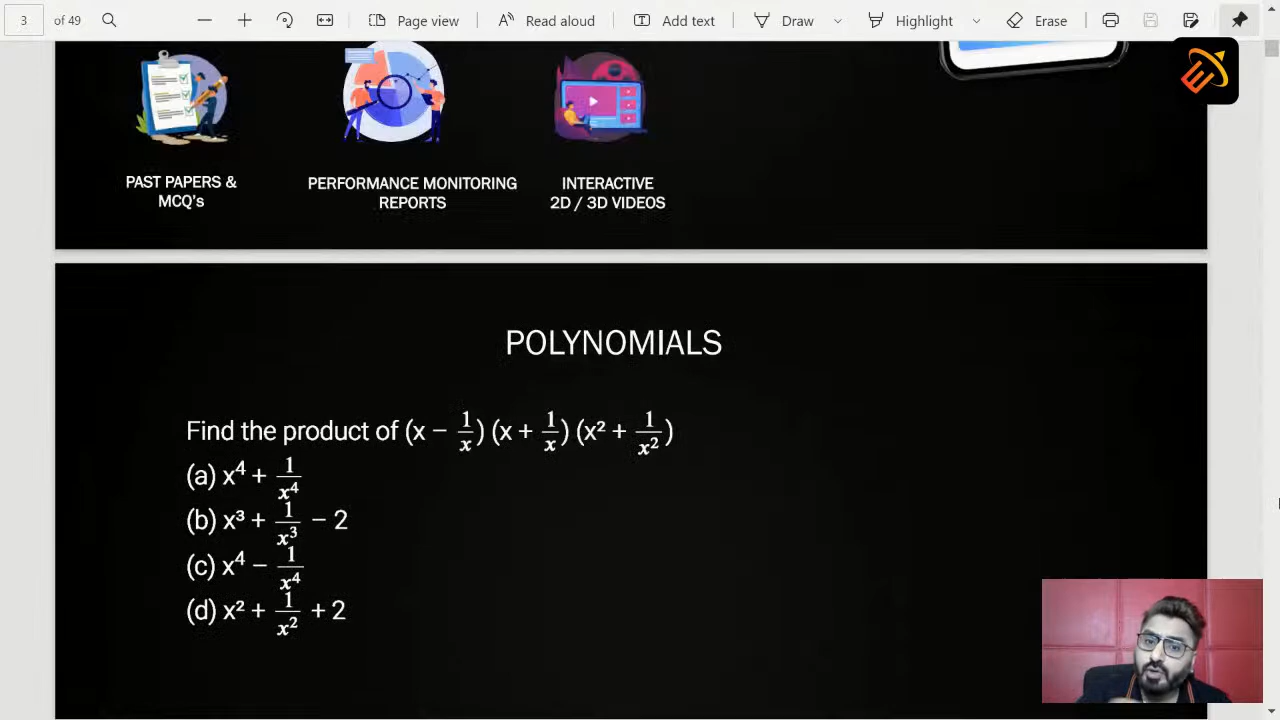 3 of 49 Page view Read aloud Add text Draw Highlight Erase
PAST PAPERS &
MCQ's
PERFORMANCE MONITORING
REPORTS
INTERACTIVE
2D / 3D VIDEOS
POLYNOMIALS
Find the product of (x − 1/x) (x + 1/x) (x² + 1/x²)
(a) x⁴ + 1/x⁴
(b) x³ + 1/x³ − 2
(c) x⁴ − 1/x⁴
(d) x² + 1/x² + 2